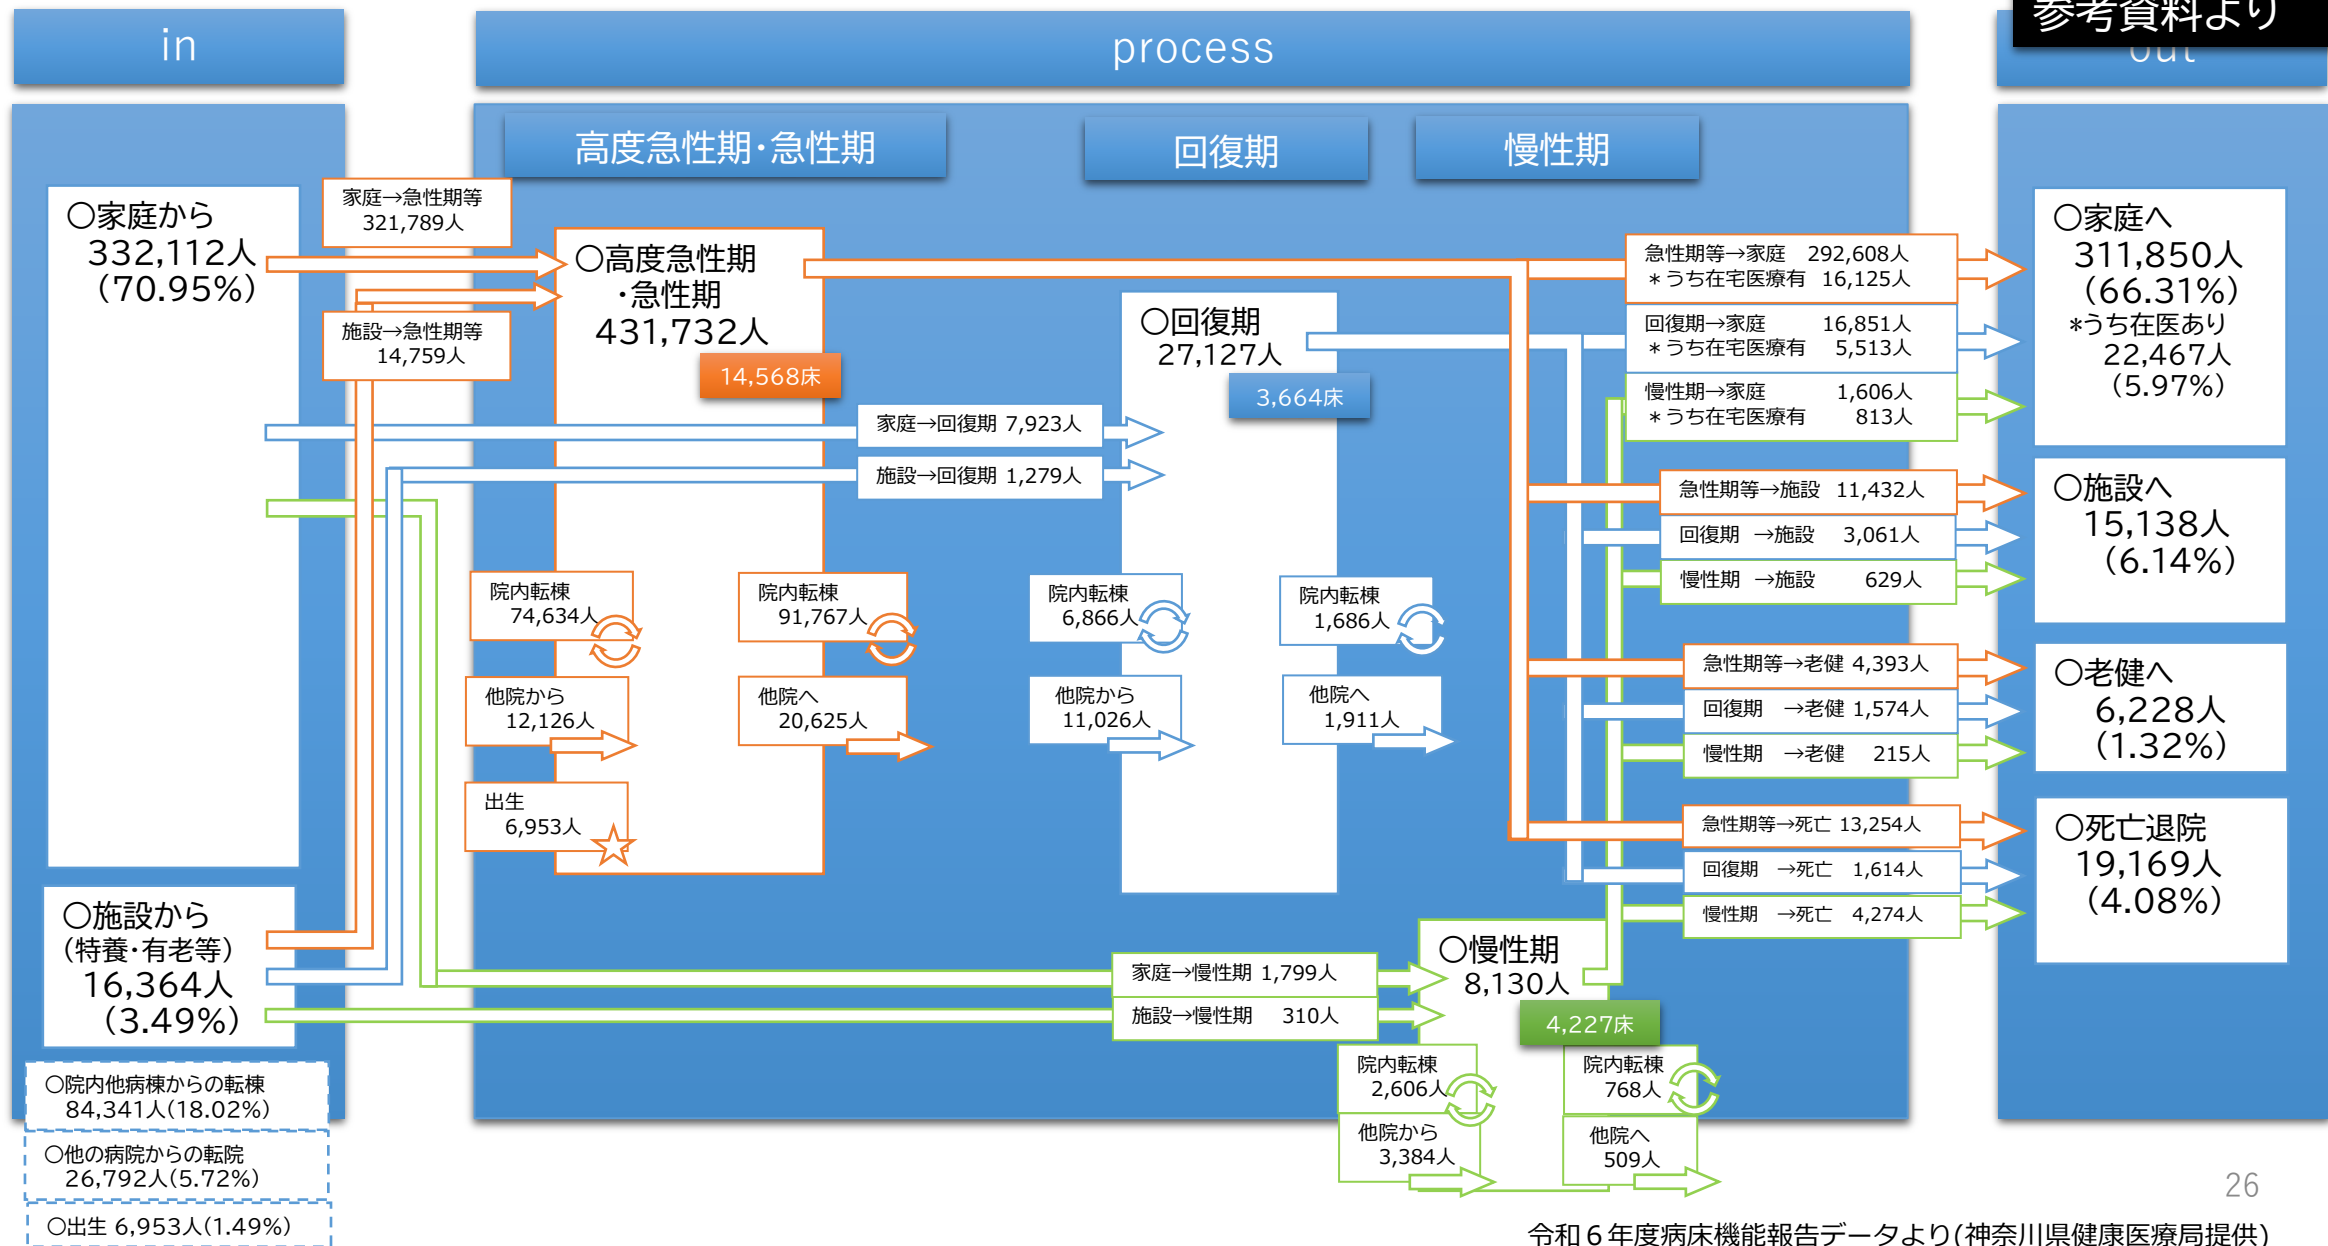 in
process
参考資料より
out
高度急性期・急性期
回復期
慢性期
○家庭から
332,112人
(70.95%)
家庭→急性期等
321,789人
施設→急性期等
14,759人
○高度急性期
・急性期
431,732人
14,568床
○回復期
27,127人
3,664床
家庭→回復期 7,923人
施設→回復期 1,279人
院内転棟
74,634人
院内転棟
91,767人
院内転棟
6,866人
院内転棟
1,686人
他院から
12,126人
他院へ
20,625人
他院から
11,026人
他院へ
1,911人
出生
6,953人
急性期等→家庭 292,608人
＊うち在宅医療有 16,125人
回復期→家庭 16,851人
＊うち在宅医療有 5,513人
慢性期→家庭 1,606人
＊うち在宅医療有 813人
急性期等→施設 11,432人
回復期 →施設 3,061人
慢性期 →施設 629人
急性期等→老健 4,393人
回復期 →老健 1,574人
慢性期 →老健 215人
急性期等→死亡 13,254人
回復期 →死亡 1,614人
慢性期 →死亡 4,274人
○家庭へ
311,850人
(66.31%)
*うち在医あり
22,467人
(5.97%)
○施設へ
15,138人
(6.14%)
○老健へ
6,228人
(1.32%)
○死亡退院
19,169人
(4.08%)
○施設から
(特養・有老等)
16,364人
(3.49%)
家庭→慢性期 1,799人
施設→慢性期 310人
○慢性期
8,130人
4,227床
院内転棟
2,606人
院内転棟
768人
他院から
3,384人
他院へ
509人
○院内他病棟からの転棟
84,341人(18.02%)
○他の病院からの転院
26,792人(5.72%)
○出生 6,953人(1.49%)
26
令和６年度病床機能報告データより(神奈川県健康医療局提供)